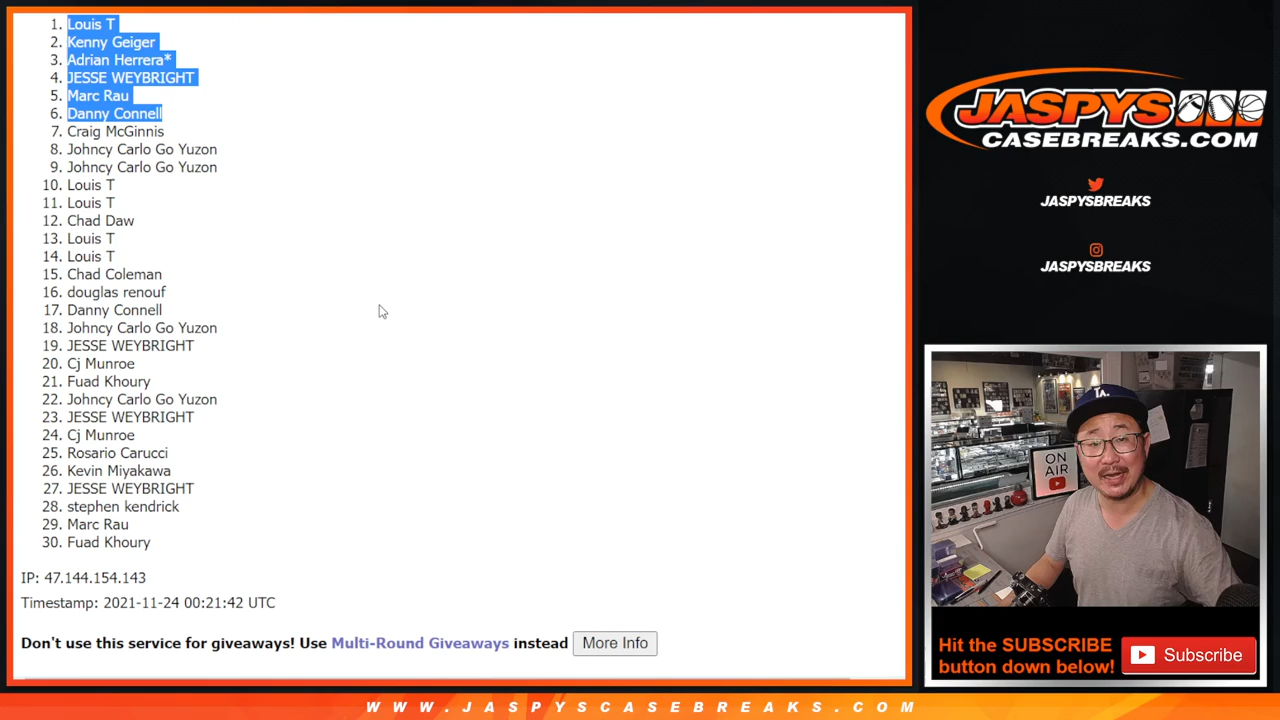 1. Louis T
2. Kenny Geiger
3. Adrian Herrera*
4. JESSE WEYBRIGHT
5. Marc Rau
6. Danny Connell
7. Craig McGinnis
8. Johncy Carlo Go Yuzon
9. Johncy Carlo Go Yuzon
10. Louis T
11. Louis T
12. Chad Daw
13. Louis T
14. Louis T
15. Chad Coleman
16. douglas renouf
17. Danny Connell
18. Johncy Carlo Go Yuzon
19. JESSE WEYBRIGHT
20. Cj Munroe
21. Fuad Khoury
22. Johncy Carlo Go Yuzon
23. JESSE WEYBRIGHT
24. Cj Munroe
25. Rosario Carucci
26. Kevin Miyakawa
27. JESSE WEYBRIGHT
28. stephen kendrick
29. Marc Rau
30. Fuad Khoury
IP: 47.144.154.143
Timestamp: 2021-11-24 00:21:42 UTC
Don't use this service for giveaways! Use Multi-Round Giveaways instead More Info
JASPYS
CASEBREAKS.COM
JASPYSBREAKS
JASPYSBREAKS
LA
ON
AIR
Hit the SUBSCRIBE
button down below!
Subscribe
WWW.JASPYSCASEBREAKS.COM